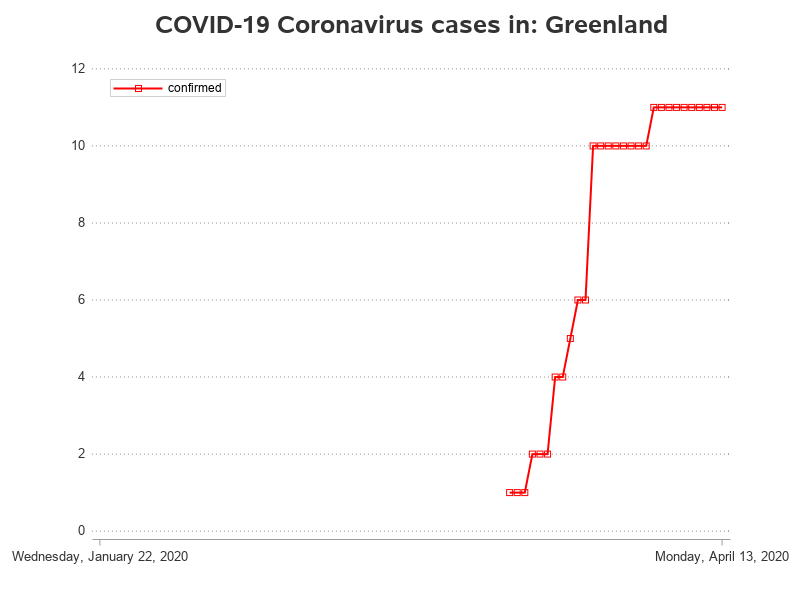 COVID-19 Coronavirus cases in: Greenland
12
confirmed
10
8
6
4
2
0
Wednesday, January 22, 2020
Monday, April 13, 2020